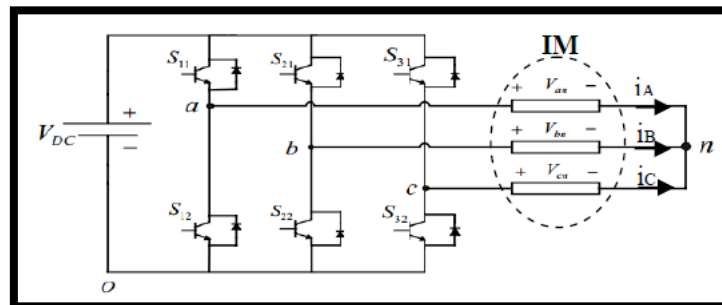 IM
S11 S21 S31
+ Van − iA
a
VDC + −
+ Vbn − iB
b n
+ Vcn − iC
c
S12 S22 S32
O